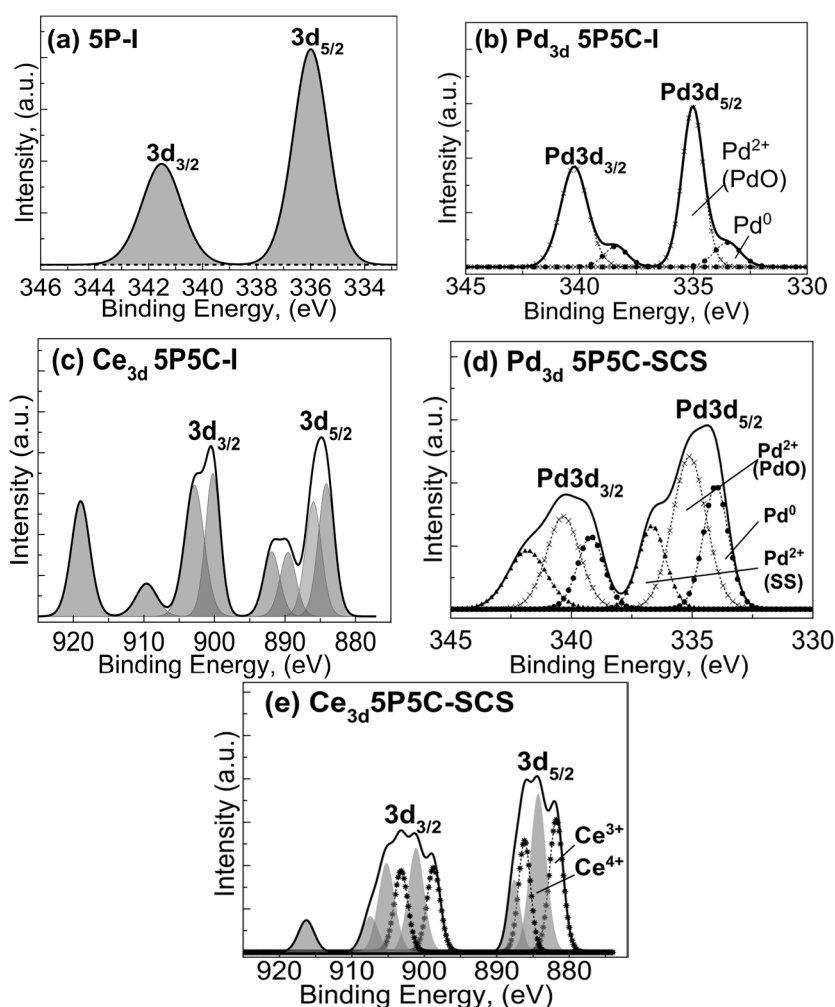 (a) 5P-I
3d5/2
3d3/2
Intensity, (a.u.)
346 344 342 340 338 336 334
Binding Energy, (eV)
(b) Pd3d 5P5C-I
Pd3d5/2
Pd3d3/2
Pd2+
(PdO)
Pd0
Intensity (a.u.)
345 340 335 330
Binding Energy, (eV)
(c) Ce3d 5P5C-I
3d3/2
3d5/2
Intensity (a.u.)
920 910 900 890 880
Binding Energy, (eV)
(d) Pd3d 5P5C-SCS
Pd3d5/2
Pd3d3/2
Pd2+
(PdO)
Pd0
Pd2+
(SS)
Intensity (a.u.)
345 340 335 330
Binding Energy, (eV)
(e) Ce3d 5P5C-SCS
3d5/2
3d3/2
Ce3+
Ce4+
Intensity (a.u.)
920 910 900 890 880
Binding Energy, (eV)